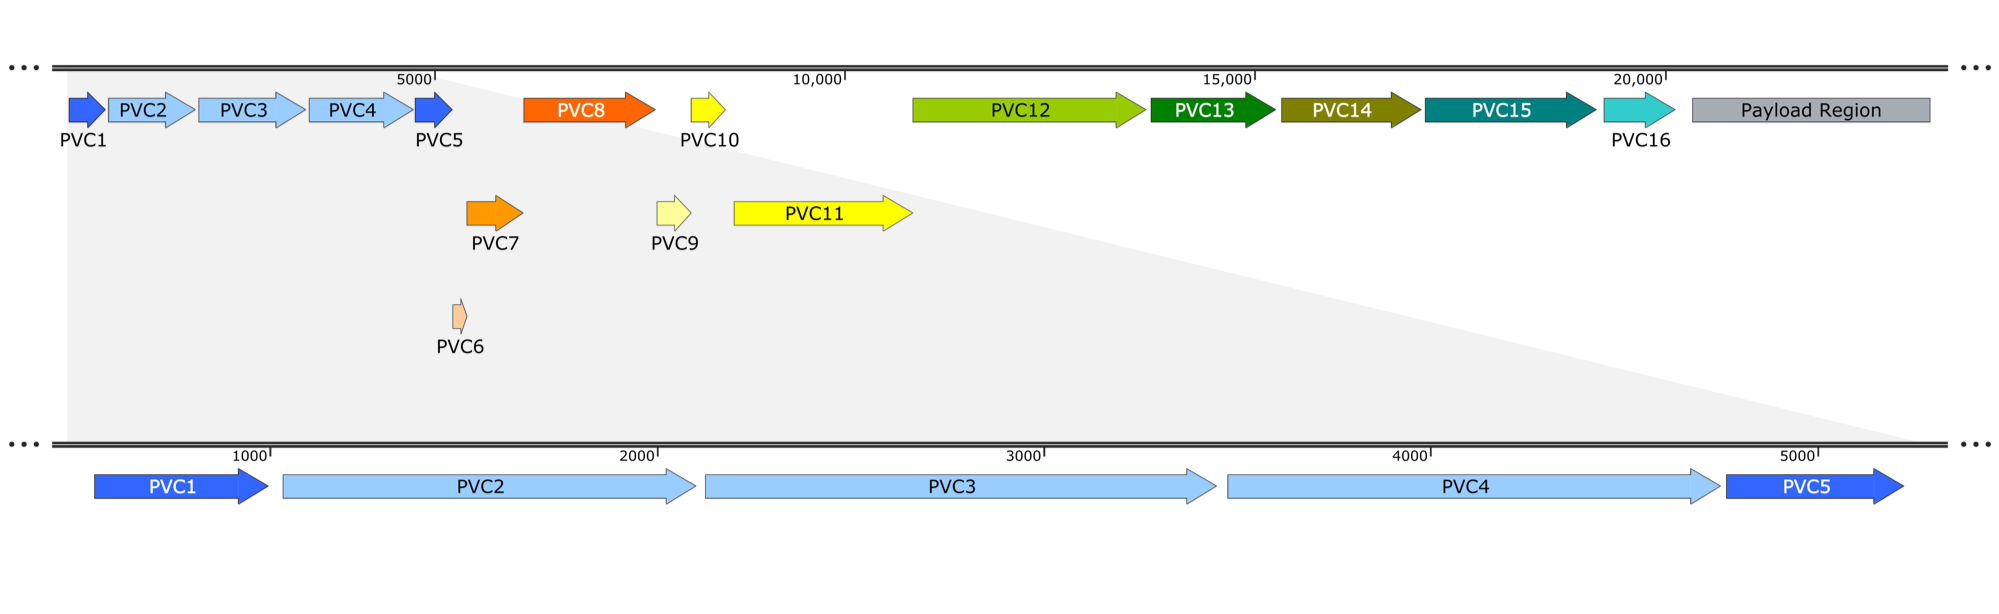 5000 10,000 15,000 20,000
PVC2 PVC3 PVC4 PVC8 PVC12 PVC13 PVC14 PVC15 Payload Region
PVC1 PVC5 PVC10 PVC16
PVC11
PVC7 PVC9
PVC6
1000 2000 3000 4000 5000
PVC1 PVC2 PVC3 PVC4 PVC5